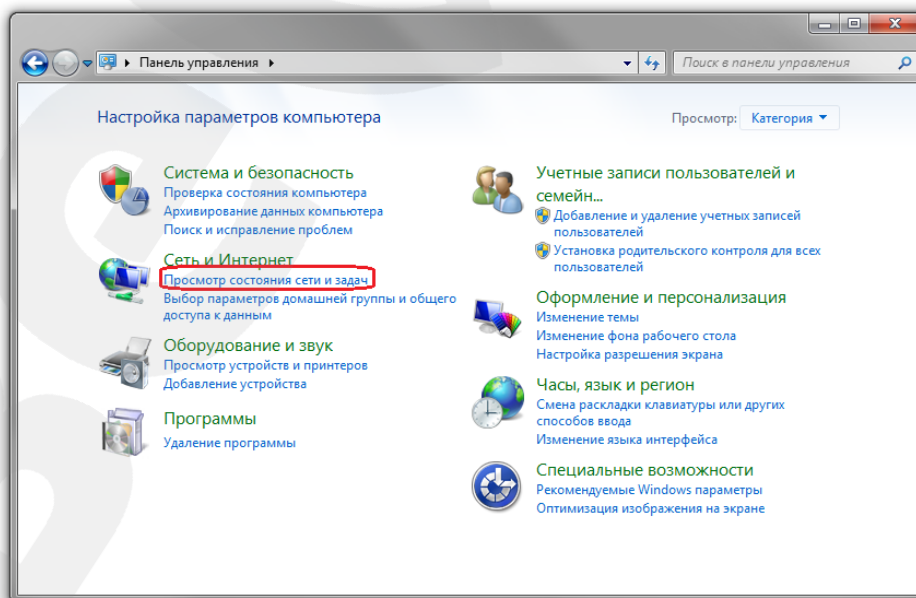 Панель управления
Поиск в панели управления
Настройка параметров компьютера
Просмотр: Категория
Система и безопасность
Проверка состояния компьютера
Архивирование данных компьютера
Поиск и исправление проблем
Сеть и Интернет
Просмотр состояния сети и задач
Выбор параметров домашней группы и общего
доступа к данным
Оборудование и звук
Просмотр устройств и принтеров
Добавление устройства
Программы
Удаление программы
Учетные записи пользователей и
семейн...
Добавление и удаление учетных записей
пользователей
Установка родительского контроля для всех
пользователей
Оформление и персонализация
Изменение темы
Изменение фона рабочего стола
Настройка разрешения экрана
Часы, язык и регион
Смена раскладки клавиатуры или других
способов ввода
Изменение языка интерфейса
Специальные возможности
Рекомендуемые Windows параметры
Оптимизация изображения на экране